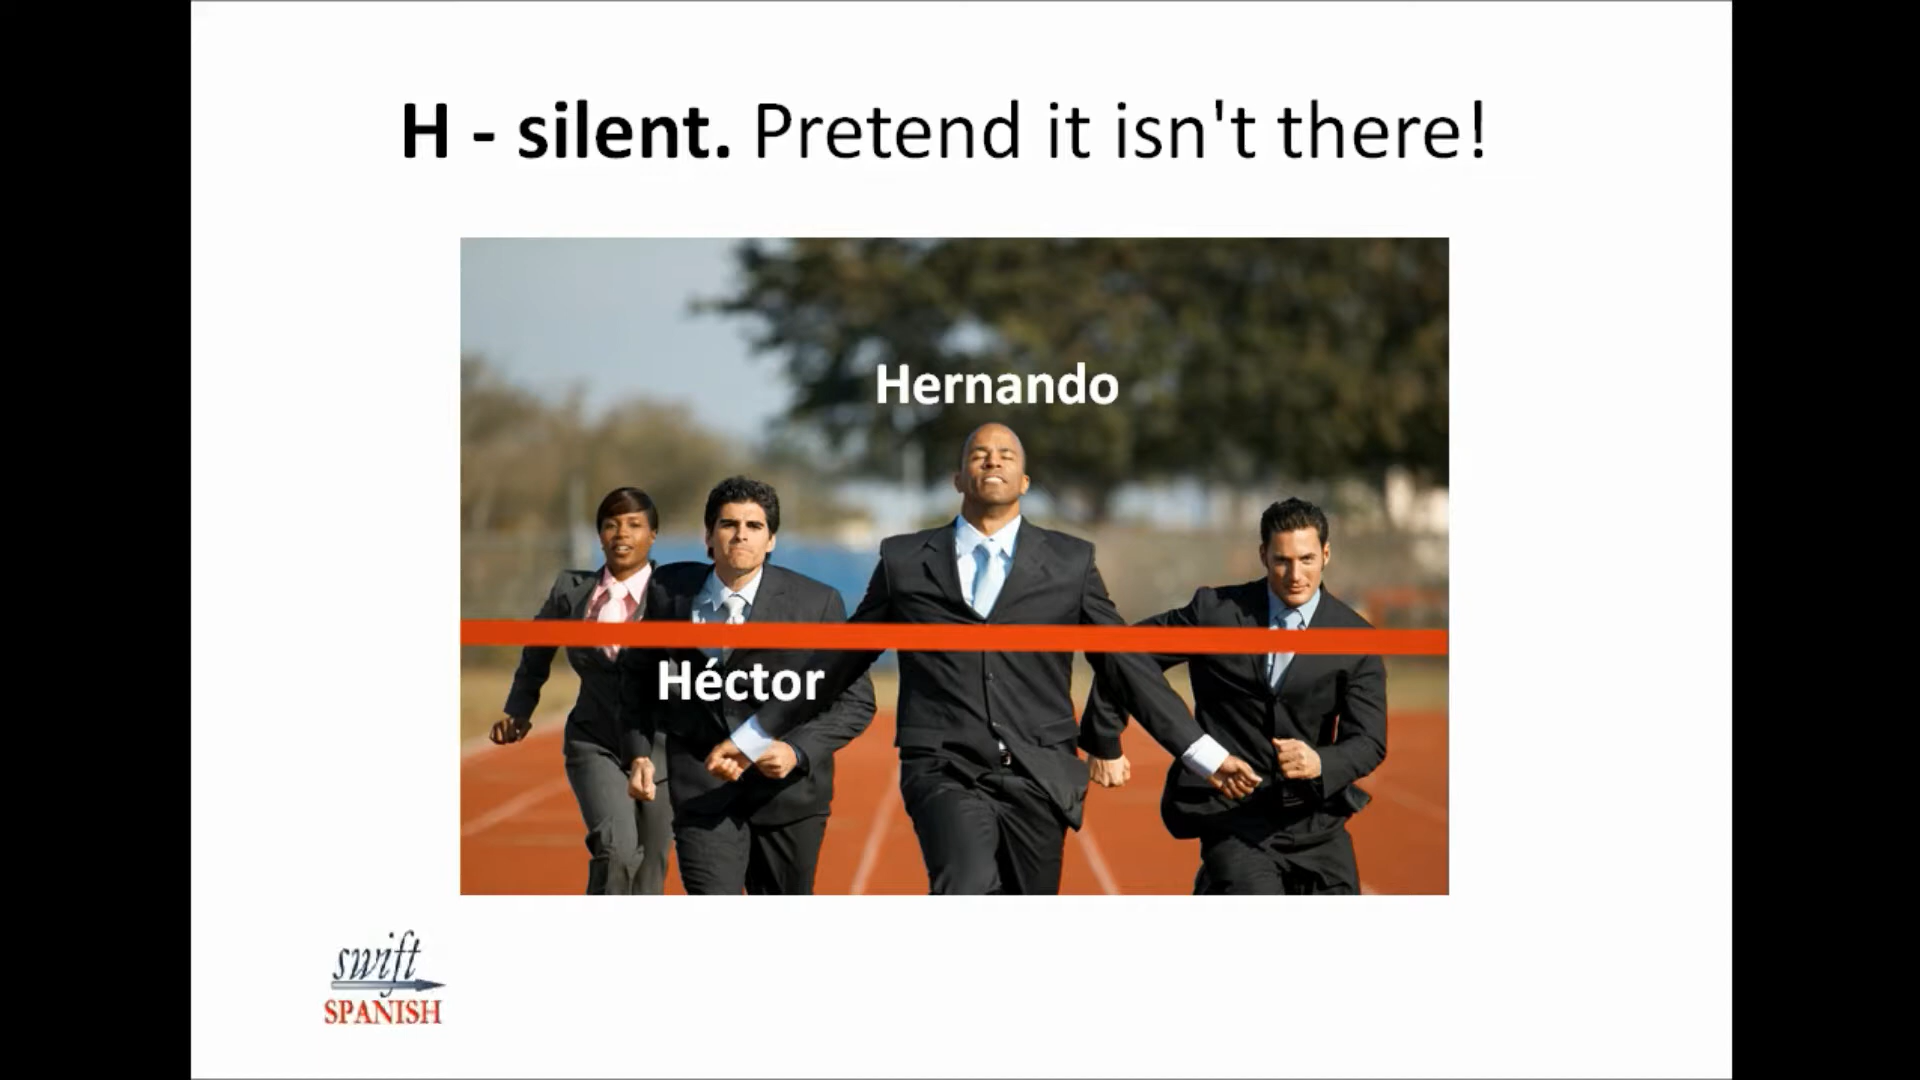 H - silent. Pretend it isn't there!
Hernando
Héctor
swift
SPANISH